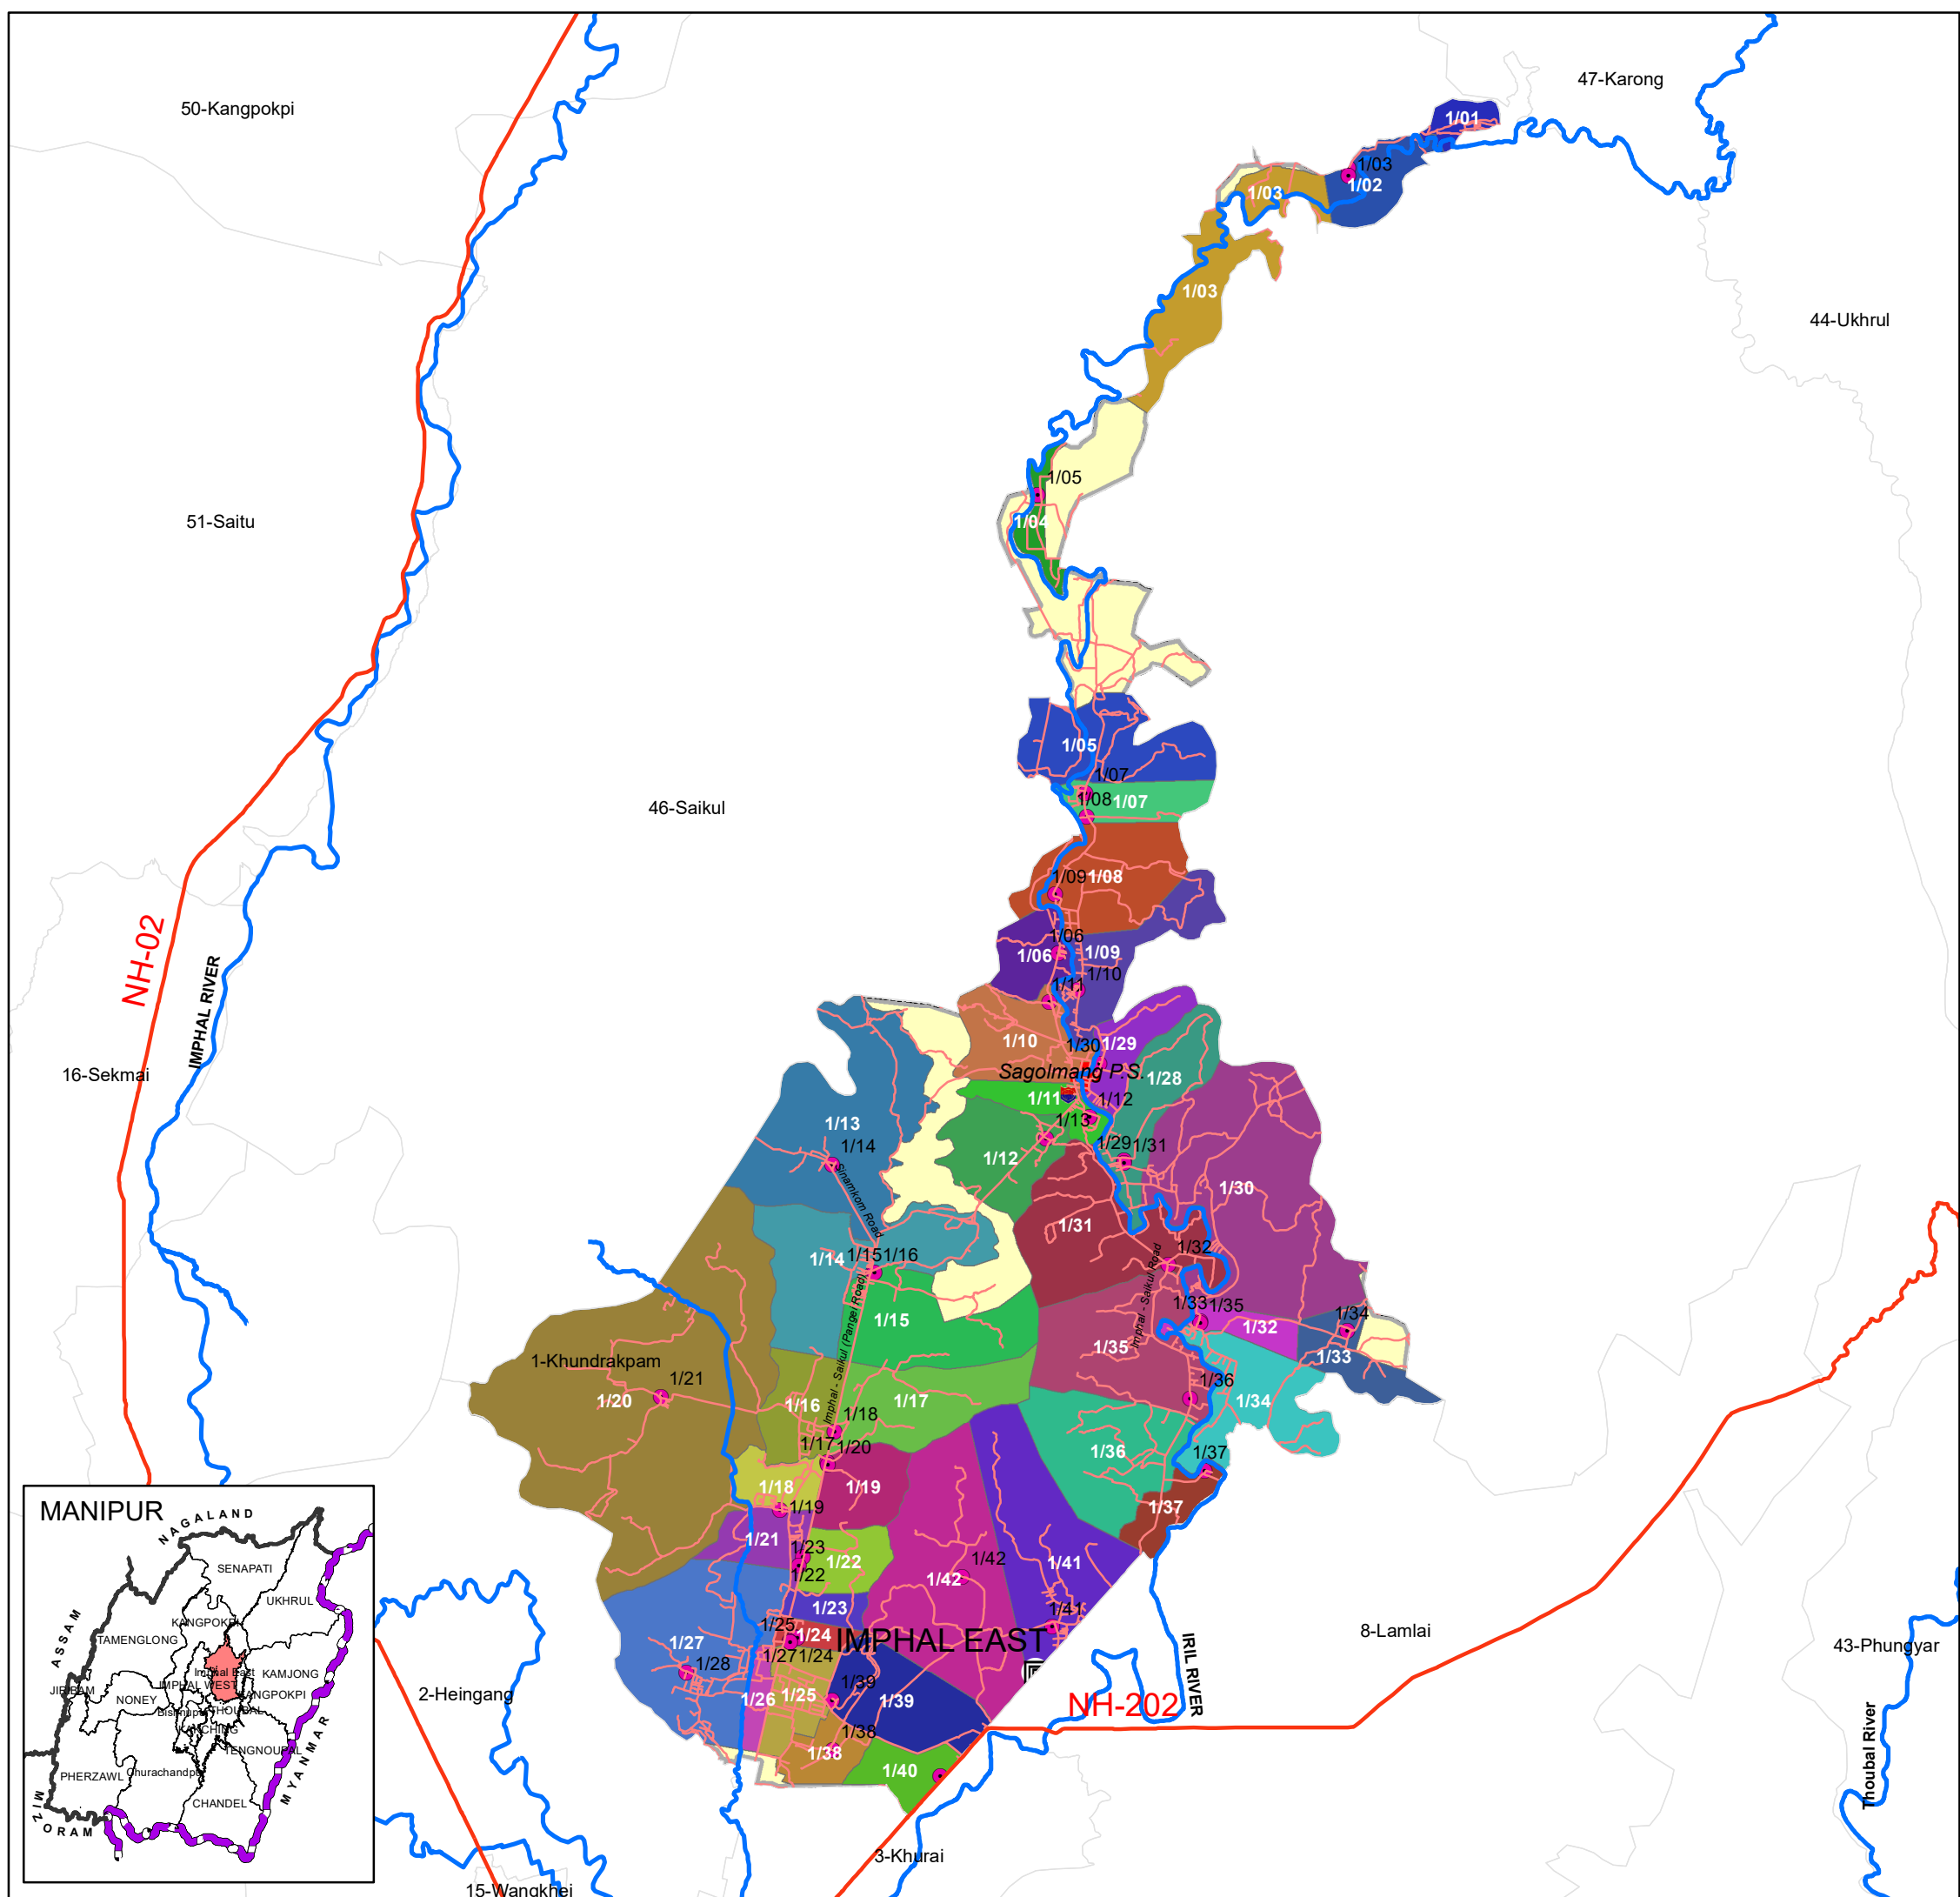 47-Karong
50-Kangpokpi
1/01
1/03
1/02
1/03
1/03
44-Ukhrul
1/05
1/04
51-Saitu
1/05
1/07
1/08
1/07
46-Saikul
1/09
1/08
1/06
1/06
1/09
1/10
1/11
NH-02
IMPHAL RIVER
1/10
1/30
1/29
Sagolmang P.S.
16-Sekmai
1/28
1/11
1/12
1/13
1/13
1/14
1/29
1/31
1/12
1/30
Sinamkom Road
1/31
1/32
1/14
1/15
1/16
Imphal - Saikul Road
1/33
1/35
1/34
1/15
1/32
1/35
1/33
Imphal - Saikul (Pangei Road)
1-Khundrakpam
1/21
1/36
1/20
1/16
1/17
1/34
1/18
1/17
1/20
1/36
1/37
1/18
1/19
1/19
1/37
1/21
1/23
1/22
1/22
1/42
1/42
1/41
1/23
1/41
1/25
1/24
IMPHAL EAST
8-Lamlai
43-Phungyar
1/27
1/27
1/24
1/28
1/39
1/26
1/25
1/39
IRIL RIVER
NH-202
2-Heingang
1/38
1/38
1/40
Thoubal River
3-Khurai
15-Wangkhei
MANIPUR
NAGALAND
SENAPATI
UKHRUL
KANGPOKPI
ASSAM
TAMENGLONG
Imphal East
KAMJONG
IMPHAL WEST
JIRIBAM
NONEY
KANGPOKPI
Bishnupur
THOUBAL
KAKCHING
TENGNOUPAL
MYANMAR
PHERZAWL
Churachandpur
CHANDEL
MIZORAM